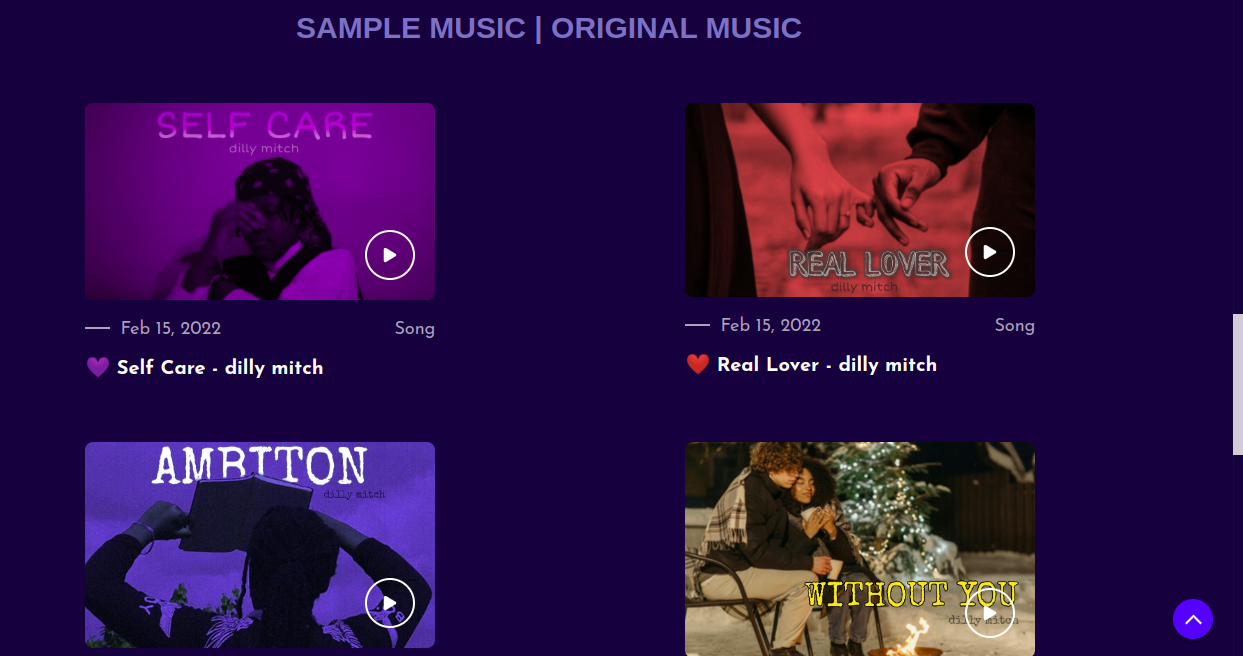 SAMPLE MUSIC | ORIGINAL MUSIC
SELF CARE
dilly mitch
REAL LOVER
dilly mitch
Feb 15, 2022 Song
Feb 15, 2022 Song
💜 Self Care - dilly mitch
❤️ Real Lover - dilly mitch
AMBITON
dilly mitch
WITHOUT YOU
dilly mitch